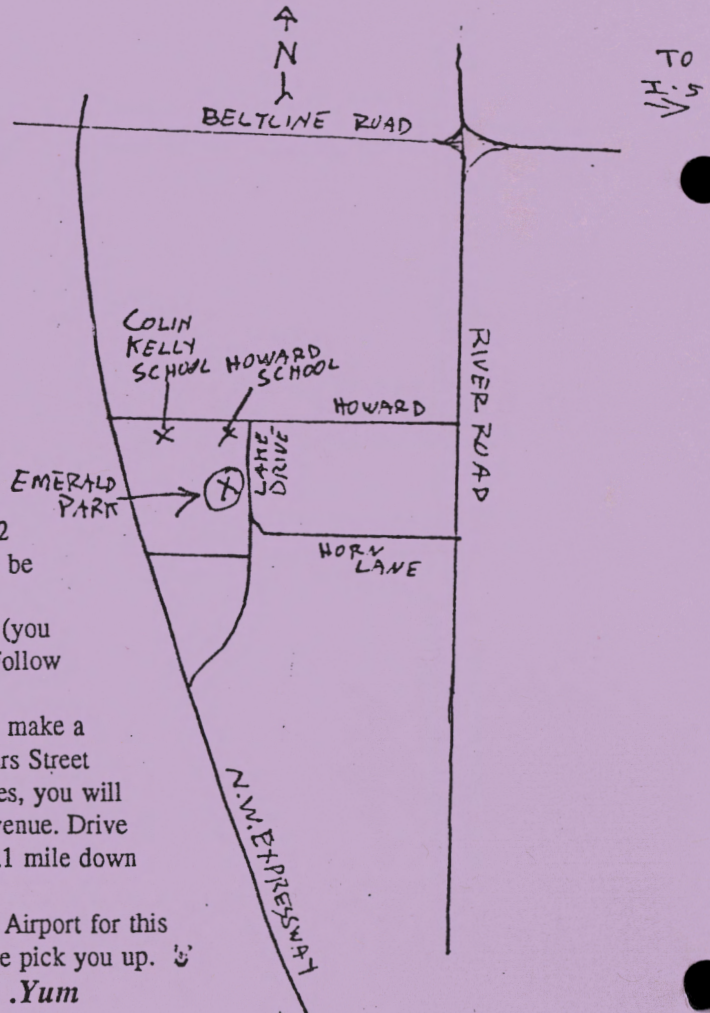 N
TO
BELTLINE ROAD
COLIN
KELLY
SCHOOL
HOWARD
SCHOOL
HOWARD
RIVER ROAD
LAKE
DRIVE
EMERALD
PARK
HORN
LANE
2
be
(you
follow
make a
rs Street
es, you will
venue. Drive
.1 mile down
Airport for this
e pick you up.
.Yum
N.W. EXPRESSWAY